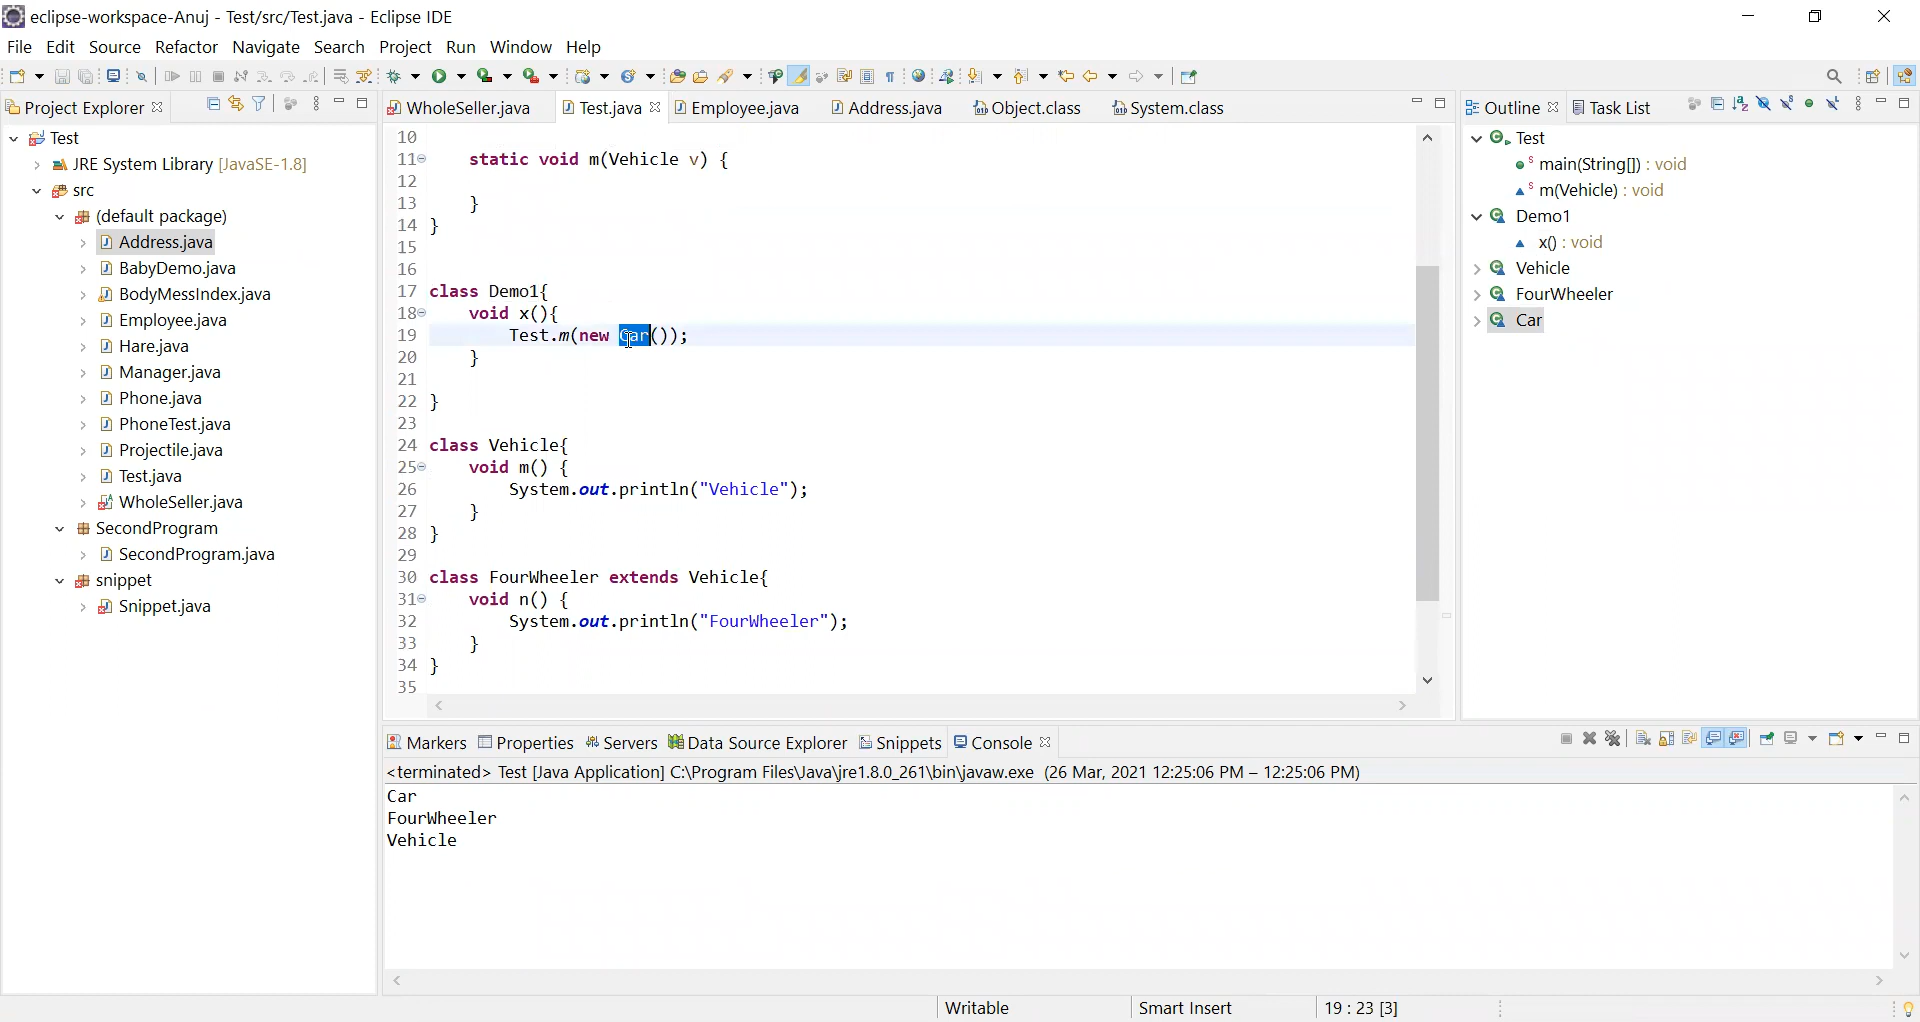 eclipse-workspace-Anuj - Test/src/Test.java - Eclipse IDE
File Edit Source Refactor Navigate Search Project Run Window Help
Project Explorer
Test
JRE System Library [JavaSE-1.8]
src
(default package)
Address.java
BabyDemo.java
BodyMessIndex.java
Employee.java
Hare.java
Manager.java
Phone.java
PhoneTest.java
Projectile.java
Test.java
WholeSeller.java
SecondProgram
SecondProgram.java
snippet
Snippet.java
WholeSeller.java Test.java Employee.java Address.java Object.class System.class
10
11 static void m(Vehicle v) {
12
13 }
14 }
15
16
17 class Demo1{
18 void x(){
19 Test.m(new Car());
20 }
21
22 }
23
24 class Vehicle{
25 void m() {
26 System.out.println("Vehicle");
27 }
28 }
29
30 class FourWheeler extends Vehicle{
31 void n() {
32 System.out.println("FourWheeler");
33 }
34 }
35
Outline Task List
Test
main(String[]) : void
m(Vehicle) : void
Demo1
x() : void
Vehicle
FourWheeler
Car
Markers Properties Servers Data Source Explorer Snippets Console
<terminated> Test [Java Application] C:\Program Files\Java\jre1.8.0_261\bin\javaw.exe (26 Mar, 2021 12:25:06 PM – 12:25:06 PM)
Car
FourWheeler
Vehicle
Writable Smart Insert 19 : 23 [3]